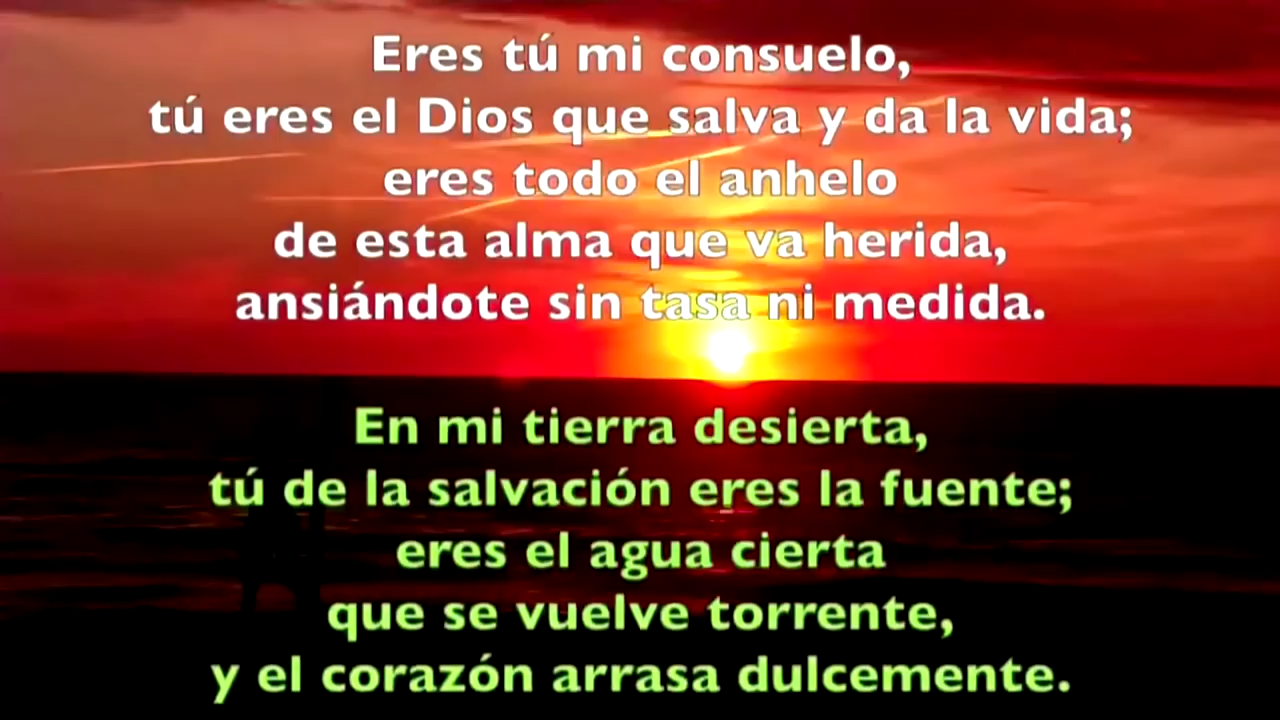 Eres tú mi consuelo,
tú eres el Dios que salva y da la vida;
eres todo el anhelo
de esta alma que va herida,
ansiándote sin tasa ni medida.
En mi tierra desierta,
tú de la salvación eres la fuente;
eres el agua cierta
que se vuelve torrente,
y el corazón arrasa dulcemente.